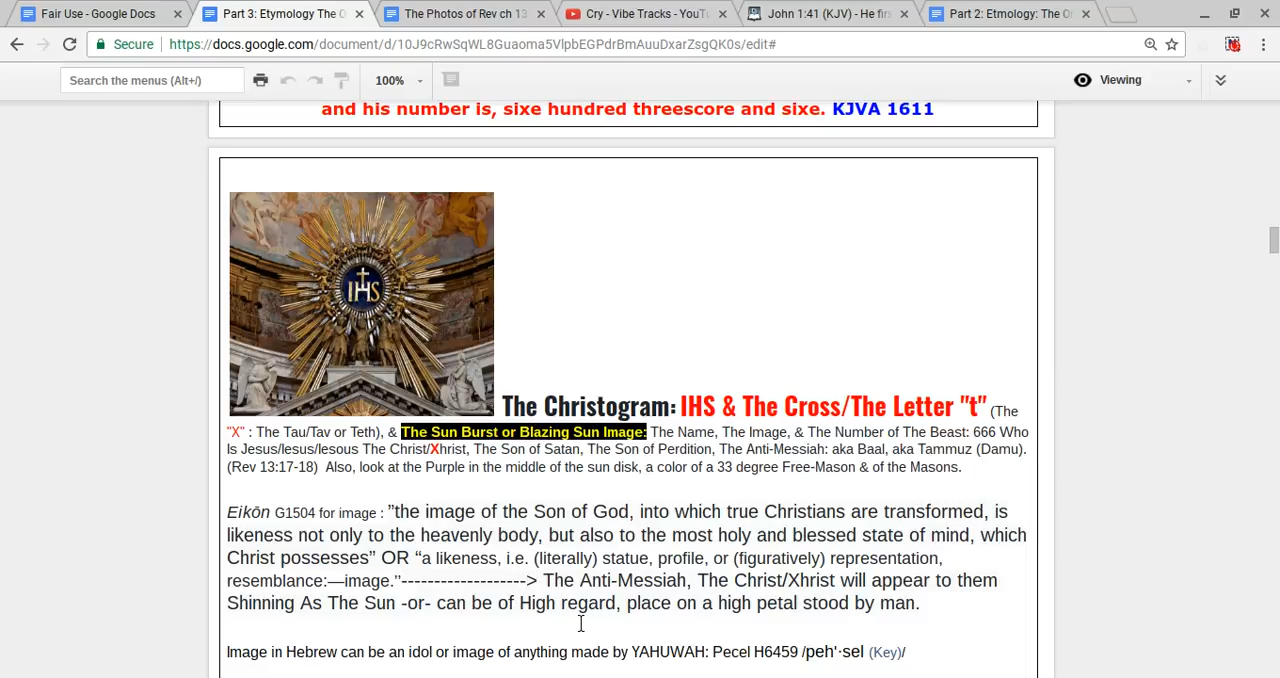 Fair Use - Google Docs
Part 3: Etymology The O
The Photos of Rev ch 13
Cry - Vibe Tracks - YouT
John 1:41 (KJV) - He firs
Part 2: Etmology: The Or
Secure
https://docs.google.com/document/d/10J9cRwSqWL8Guaoma5VlpbEGPdrBmAuuDxarZsgQK0s/edit#
Search the menus (Alt+/)
100%
Viewing
and his number is, sixe hundred threescore and sixe. KJVA 1611
IHS
The Christogram: IHS & The Cross/The Letter "t" (The
"X" : The Tau/Tav or Teth), & The Sun Burst or Blazing Sun Image: The Name, The Image, & The Number of The Beast: 666 Who
Is Jesus/Iesus/Iesous The Christ/Xhrist, The Son of Satan, The Son of Perdition, The Anti-Messiah: aka Baal, aka Tammuz (Damu).
(Rev 13:17-18)  Also, look at the Purple in the middle of the sun disk, a color of a 33 degree Free-Mason & of the Masons.
Eikōn G1504 for image : "the image of the Son of God, into which true Christians are transformed, is
likeness not only to the heavenly body, but also to the most holy and blessed state of mind, which
Christ possesses" OR "a likeness, i.e. (literally) statue, profile, or (figuratively) representation,
resemblance:—image."-------------------> The Anti-Messiah, The Christ/Xhrist will appear to them
Shinning As The Sun -or- can be of High regard, place on a high petal stood by man.
Image in Hebrew can be an idol or image of anything made by YAHUWAH: Pecel H6459 /peh'·sel (Key)/